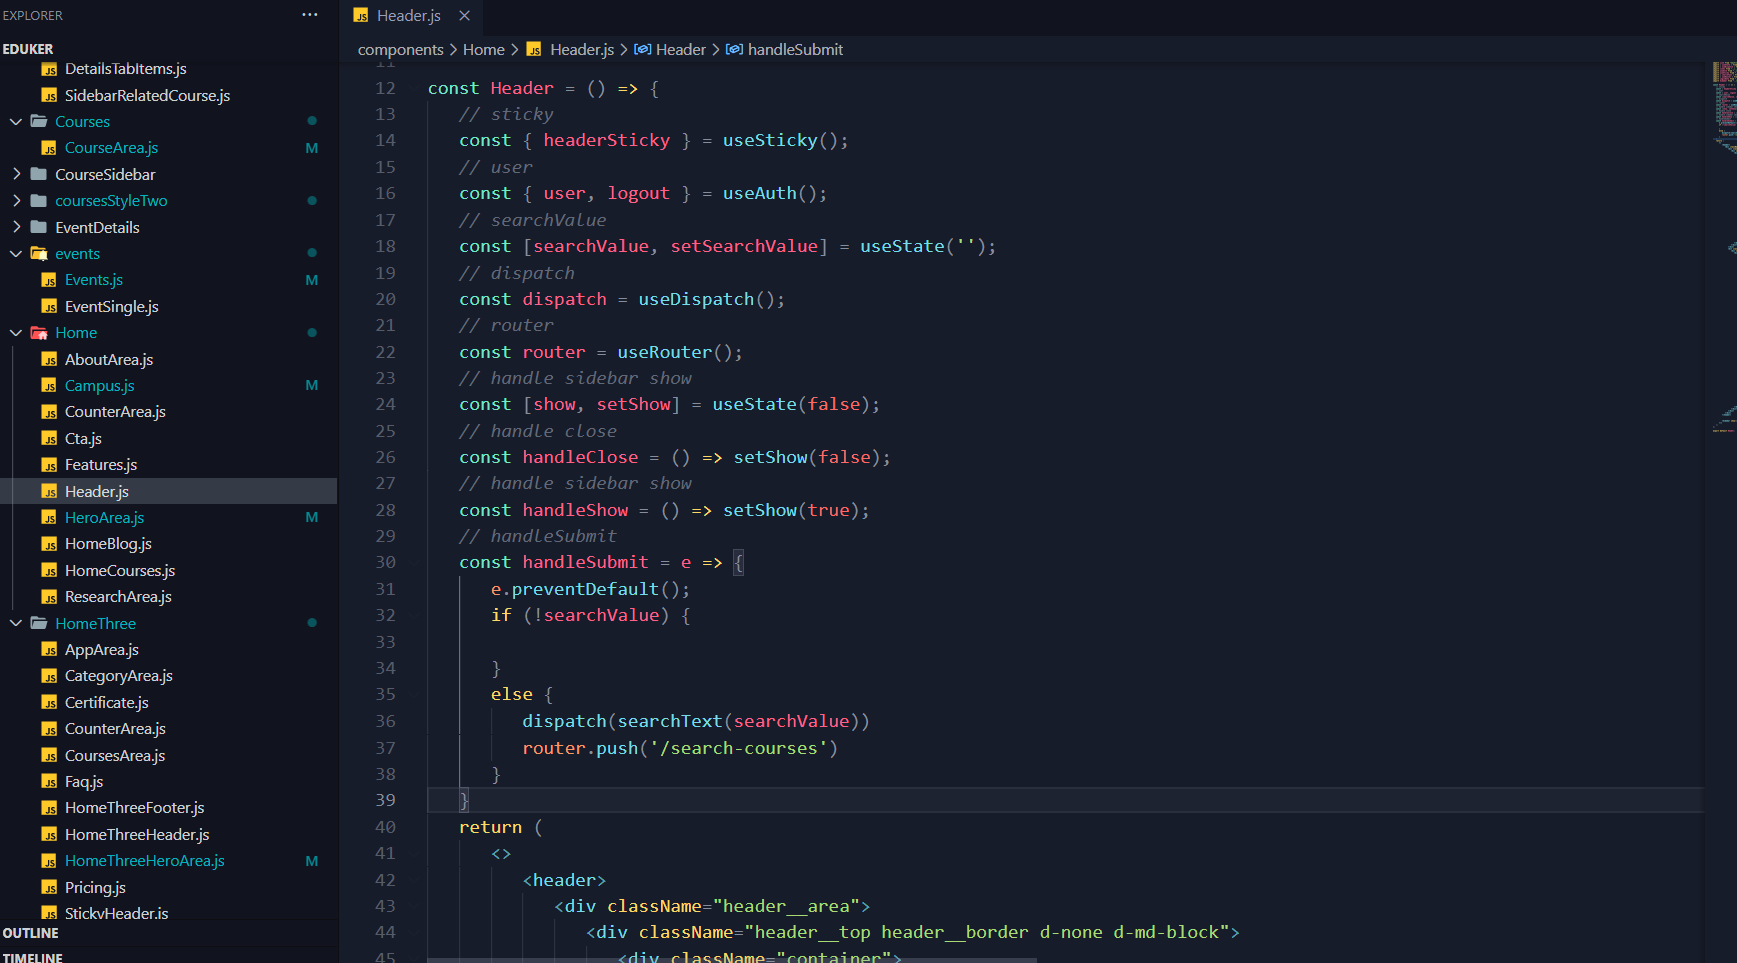 EXPLORER
EDUKER
DetailsTabItems.js
SidebarRelatedCourse.js
Courses
CourseArea.js M
CourseSidebar
coursesStyleTwo
EventDetails
events
Events.js M
EventSingle.js
Home
AboutArea.js
Campus.js M
CounterArea.js
Cta.js
Features.js
Header.js
HeroArea.js M
HomeBlog.js
HomeCourses.js
ResearchArea.js
HomeThree
AppArea.js
CategoryArea.js
Certificate.js
CounterArea.js
CoursesArea.js
Faq.js
HomeThreeFooter.js
HomeThreeHeader.js
HomeThreeHeroArea.js M
Pricing.js
StickyHeader.js
OUTLINE
TIMELINE
Header.js
components > Home > Header.js > Header > handleSubmit
11
12 const Header = () => {
13 // sticky
14 const { headerSticky } = useSticky();
15 // user
16 const { user, logout } = useAuth();
17 // searchValue
18 const [searchValue, setSearchValue] = useState('');
19 // dispatch
20 const dispatch = useDispatch();
21 // router
22 const router = useRouter();
23 // handle sidebar show
24 const [show, setShow] = useState(false);
25 // handle close
26 const handleClose = () => setShow(false);
27 // handle sidebar show
28 const handleShow = () => setShow(true);
29 // handleSubmit
30 const handleSubmit = e => {
31 e.preventDefault();
32 if (!searchValue) {
33
34 }
35 else {
36 dispatch(searchText(searchValue))
37 router.push('/search-courses')
38 }
39 }
40 return (
41 <>
42 <header>
43 <div className="header__area">
44 <div className="header__top header__border d-none d-md-block">
45 <div className="container">